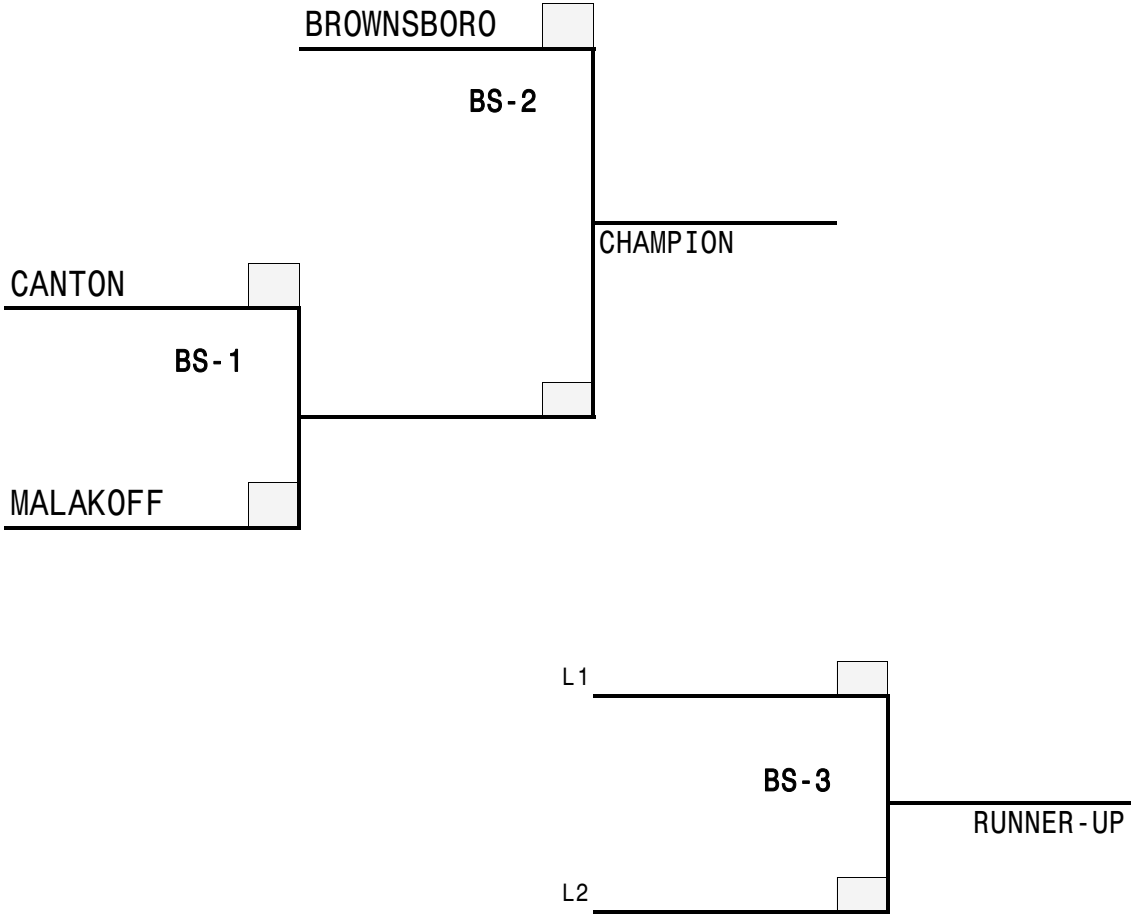 BROWNSBORO
BS-2
CHAMPION
CANTON
BS-1
MALAKOFF
L1
BS-3
RUNNER-UP
L2